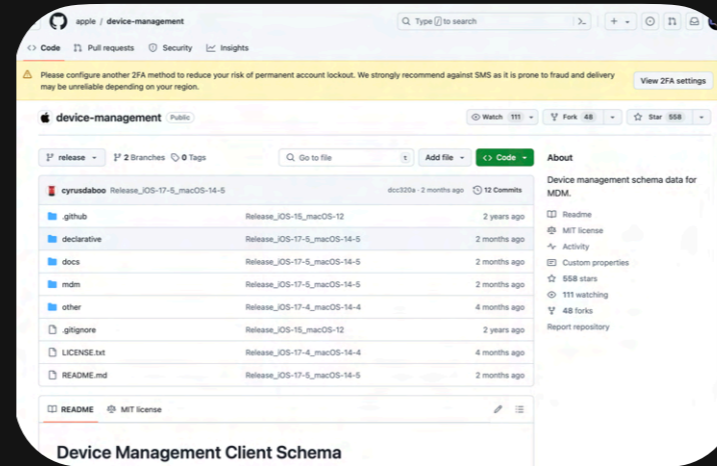 apple / device-management
Type / to search
Code Pull requests Security Insights
Please configure another 2FA method to reduce your risk of permanent account lockout. We strongly recommend against SMS as it is prone to fraud and delivery
may be unreliable depending on your region.
View 2FA settings
device-management Public
Watch 111 Fork 48 Star 558
release 2 Branches 0 Tags Go to file t Add file Code
cyrusdaboo Release_iOS-17-5_macOS-14-5 dcc320a · 2 months ago 12 Commits
.github Release_iOS-15_macOS-12 2 years ago
declarative Release_iOS-17-5_macOS-14-5 2 months ago
docs Release_iOS-17-5_macOS-14-5 2 months ago
mdm Release_iOS-17-5_macOS-14-5 2 months ago
other Release_iOS-17-4_macOS-14-4 4 months ago
.gitignore Release_iOS-15_macOS-12 2 years ago
LICENSE.txt Release_iOS-17-4_macOS-14-4 4 months ago
README.md Release_iOS-17-5_macOS-14-5 2 months ago
About
Device management schema data for
MDM.
Readme
MIT license
Activity
Custom properties
558 stars
111 watching
48 forks
Report repository
README MIT license
Device Management Client Schema